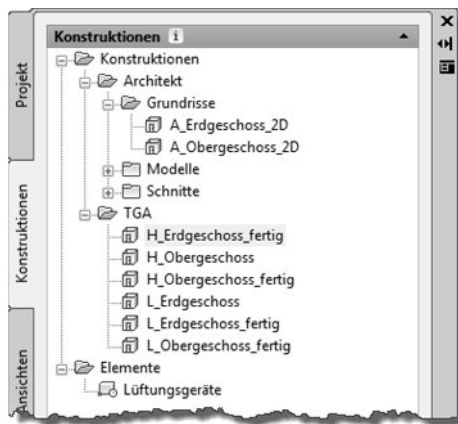 Konstruktionen i
Konstruktionen
Architekt
Grundrisse
A_Erdgeschoss_2D
A_Obergeschoss_2D
Modelle
Schnitte
TGA
H_Erdgeschoss_fertig
H_Obergeschoss
H_Obergeschoss_fertig
L_Erdgeschoss
L_Erdgeschoss_fertig
L_Obergeschoss_fertig
Elemente
Lüftungsgeräte
Projekt
Konstruktionen
Ansichten